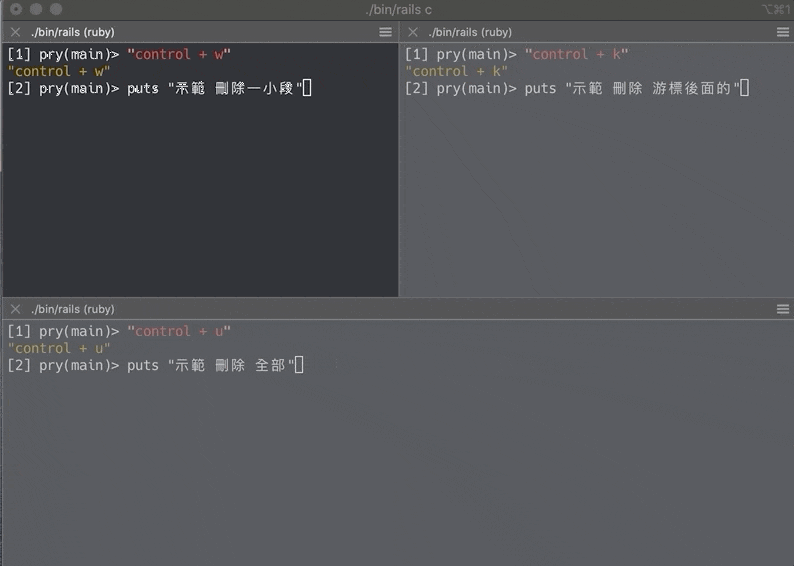 ./bin/rails c
⌥⌘1
./bin/rails (ruby)
[1] pry(main)> "control + w"
"control + w"
[2] pry(main)> puts "示範 刪除一小段"
./bin/rails (ruby)
[1] pry(main)> "control + k"
"control + k"
[2] pry(main)> puts "示範 刪除 游標後面的"
./bin/rails (ruby)
[1] pry(main)> "control + u"
"control + u"
[2] pry(main)> puts "示範 刪除 全部"